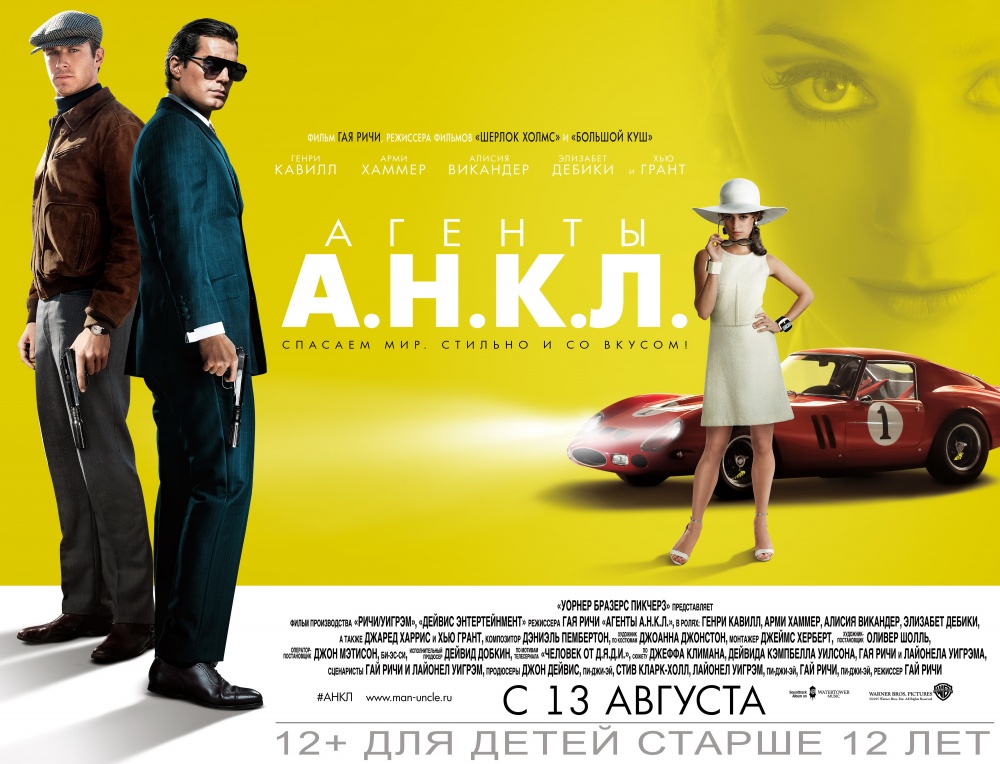 ФИЛЬМ ГАЯ РИЧИ, РЕЖИССЕРА ФИЛЬМОВ «ШЕРЛОК ХОЛМС» И «БОЛЬШОЙ КУШ»
ГЕНРИ КАВИЛЛ АРМИ ХАММЕР АЛИСИЯ ВИКАНДЕР ЭЛИЗАБЕТ ДЕБИКИ И ХЬЮ ГРАНТ
АГЕНТЫ
А.Н.К.Л.
СПАСАЕМ МИР. СТИЛЬНО И СО ВКУСОМ!
1
«УОРНЕР БРАЗЕРС ПИКЧЕРЗ» ПРЕДСТАВЛЯЕТ
ФИЛЬМ ПРОИЗВОДСТВА «РИЧИ/УИГРЭМ», «ДЕЙВИС ЭНТЕРТЕЙНМЕНТ» РЕЖИССЕРА ГАЯ РИЧИ «АГЕНТЫ А.Н.К.Л.», В РОЛЯХ: ГЕНРИ КАВИЛЛ, АРМИ ХАММЕР, АЛИСИЯ ВИКАНДЕР, ЭЛИЗАБЕТ ДЕБИКИ,
А ТАКЖЕ ДЖАРЕД ХАРРИС И ХЬЮ ГРАНТ, КОМПОЗИТОР ДЭНИЭЛЬ ПЕМБЕРТОН, ХУДОЖНИК ПО КОСТЮМАМ ДЖОАННА ДЖОНСТОН, МОНТАЖЕР ДЖЕЙМС ХЕРБЕРТ, ХУДОЖНИК-ПОСТАНОВЩИК ОЛИВЕР ШОЛЛЬ,
ОПЕРАТОР-ПОСТАНОВЩИК ДЖОН МЭТИСОН, БИ-ЭС-СИ, ИСПОЛНИТЕЛЬНЫЙ ПРОДЮСЕР ДЕЙВИД ДОБКИН, ПО МОТИВАМ ТЕЛЕСЕРИАЛА «ЧЕЛОВЕК ОТ Д.Я.Д.И.», СЮЖЕТ ДЖЕФФА КЛИМАНА, ДЕЙВИДА КЭМПБЕЛЛА УИЛСОНА, ГАЯ РИЧИ И ЛАЙОНЕЛА УИГРЭМА,
СЦЕНАРИСТЫ ГАЙ РИЧИ И ЛАЙОНЕЛ УИГРЭМ, ПРОДЮСЕРЫ ДЖОН ДЕЙВИС, ПИ-ДЖИ-ЭЙ, СТИВ КЛАРК-ХОЛЛ, ЛАЙОНЕЛ УИГРЭМ, ПИ-ДЖИ-ЭЙ, ГАЙ РИЧИ, ПИ-ДЖИ-ЭЙ, РЕЖИССЕР ГАЙ РИЧИ
#АНКЛ www.man-uncle.ru С 13 АВГУСТА Soundtrack Album on WATERTOWER MUSIC WARNER BROS. PICTURES
12+ ДЛЯ ДЕТЕЙ СТАРШЕ 12 ЛЕТ